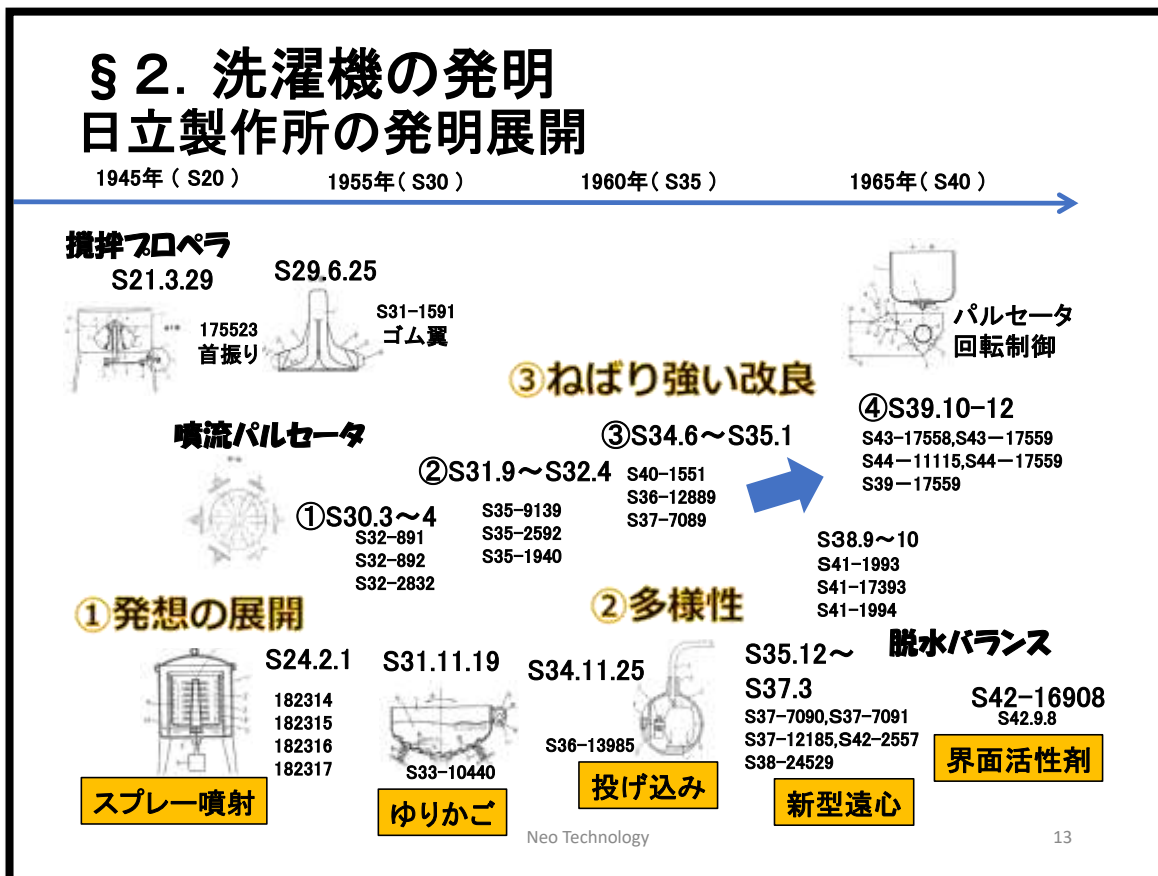 §２．洗濯機の発明
日立製作所の発明展開
1945年（ S20 ）
1955年（ S30 ）
1960年（ S35 ）
1965年（ S40 ）
攪拌プロペラ
S21.3.29
175523
首振り
S29.6.25
S31-1591
ゴム翼
パルセータ
回転制御
③ねばり強い改良
噴流パルセータ
①S30.3～4
S32-891
S32-892
S32-2832
②S31.9～S32.4
S35-9139
S35-2592
S35-1940
③S34.6～S35.1
S40-1551
S36-12889
S37-7089
④S39.10-12
S43-17558,S43－17559
S44－11115,S44－17559
S39－17559
S38.9～10
S41-1993
S41-17393
S41-1994
①発想の展開
②多様性
S24.2.1
182314
182315
182316
182317
スプレー噴射
S31.11.19
S33-10440
ゆりかご
S34.11.25
S36-13985
投げ込み
S35.12～
S37.3
S37-7090,S37-7091
S37-12185,S42-2557
S38-24529
新型遠心
脱水バランス
S42-16908
S42.9.8
界面活性剤
Neo Technology
13